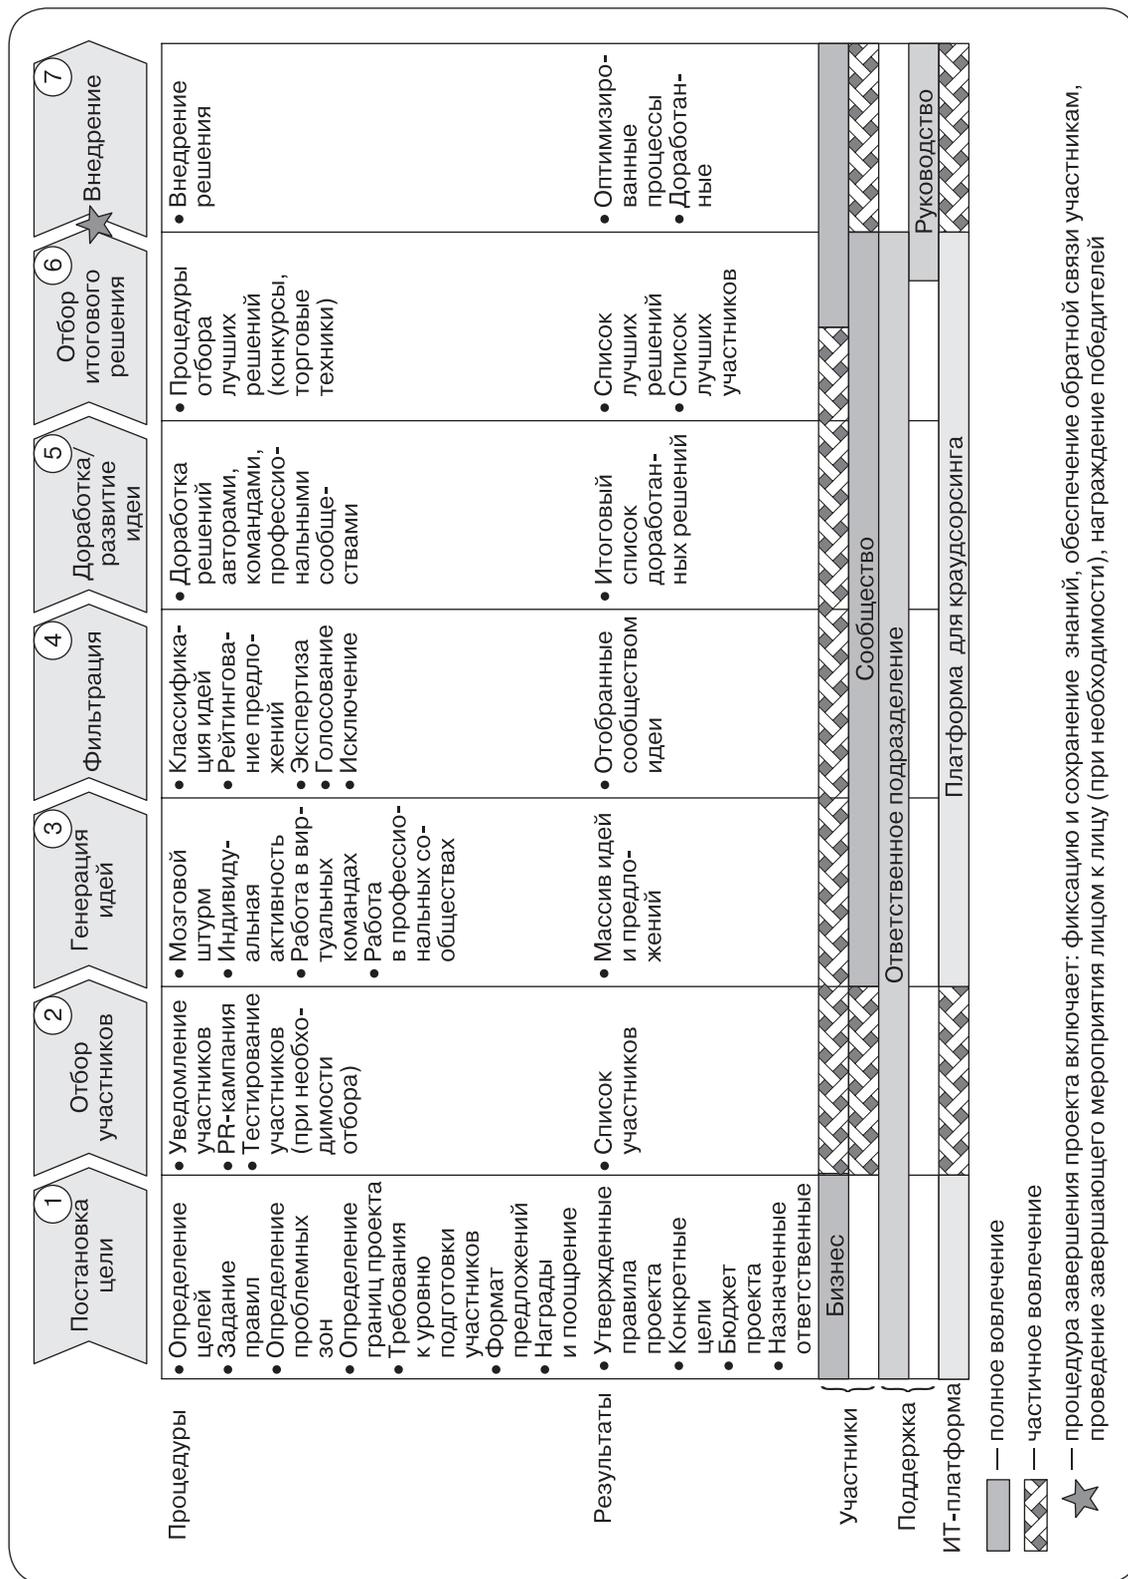 1
Постановка
цели
2
Отбор
участников
3
Генерация
идей
4
Фильтрация
5
Доработка/
развитие
идеи
6
Отбор
итогового
решения
7
Внедрение
Процедуры
• Определение
целей
• Задание
правил
• Определение
проблемных
зон
• Определение
границ проекта
• Требования
к уровню
подготовки
участников
• Формат
предложений
• Награды
и поощрение
• Уведомление
участников
• PR-кампания
• Тестирование
участников
(при необхо-
димости
отбора)
• Мозговой
штурм
• Индивиду-
альная
активность
• Работа в вир-
туальных
командах
• Работа
в профессио-
нальных со-
обществах
• Классифика-
ция идей
• Рейтингова-
ние предло-
жений
• Экспертиза
• Голосование
• Исключение
• Доработка
решений
авторами,
командами,
профессио-
нальными
сообще-
ствами
• Процедуры
отбора
лучших
решений
(конкурсы,
торговые
техники)
• Внедрение
решения
Результаты
• Утвержденные
правила
проекта
• Конкретные
цели
• Бюджет
проекта
• Назначенные
ответственные
• Список
участников
• Массив идей
и предло-
жений
• Отобранные
сообществом
идеи
• Итоговый
список
доработан-
ных решений
• Список
лучших
решений
• Список
лучших
участников
• Оптимизиро-
ванные
процессы
• Доработан-
ные
Участники
Бизнес
Сообщество
Поддержка
Ответственное подразделение
Руководство
ИТ-платформа
Платформа для краудсорсинга
— полное вовлечение
— частичное вовлечение
— процедура завершения проекта включает: фиксацию и сохранение знаний, обеспечение обратной связи участникам,
проведение завершающего мероприятия лицом к лицу (при необходимости), награждение победителей